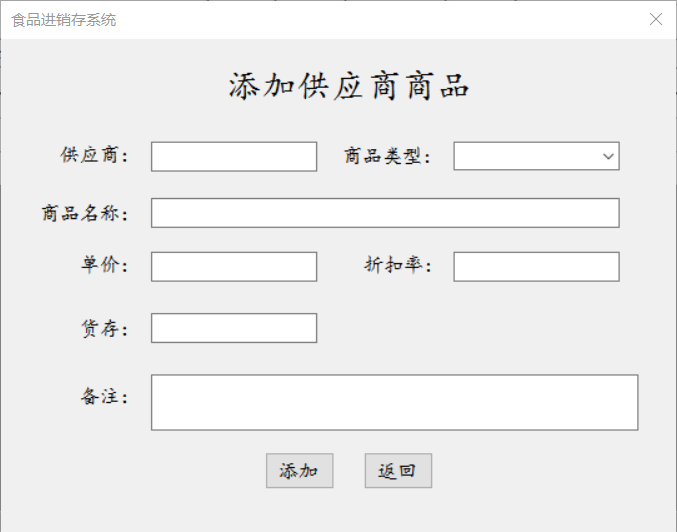 食品进销存系统
添加供应商商品
供应商： 商品类型：
商品名称：
单价： 折扣率：
货存：
备注：
添加 返回